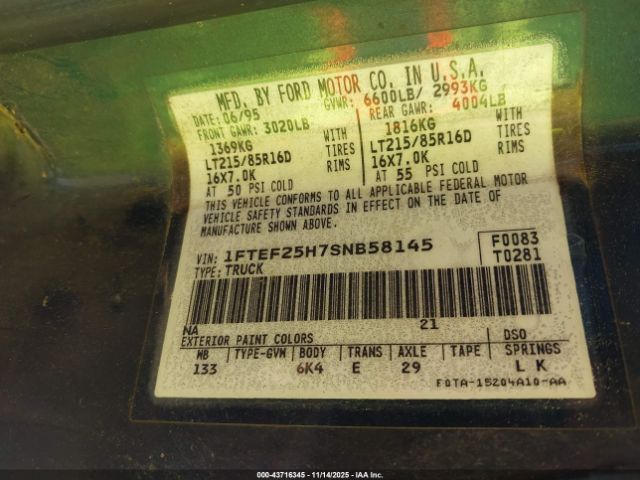 MFD. BY FORD MOTOR CO. IN U.S.A.
DATE: 06/95 GVWR: 6600LB/ 2993KG
FRONT GAWR: 3020LB REAR GAWR: 4004LB
1369KG WITH 1816KG WITH
LT215/85R16D TIRES LT215/85R16D TIRES
16X7.0K RIMS 16X7.0K RIMS
AT 50 PSI COLD AT 55 PSI COLD
THIS VEHICLE CONFORMS TO ALL APPLICABLE FEDERAL MOTOR
VEHICLE SAFETY STANDARDS IN EFFECT ON THE DATE OF
MANUFACTURE SHOWN ABOVE.
VIN: 1FTEF25H7SNB58145 F0083
TYPE: TRUCK T0281
NA 21
EXTERIOR PAINT COLORS DSO
WB TYPE-GVM BODY TRANS AXLE TAPE SPRINGS
133 6K4 E 29 L K
F0TA-15204A10-AA
000-43716345 - 11/14/2025 - IAA Inc.